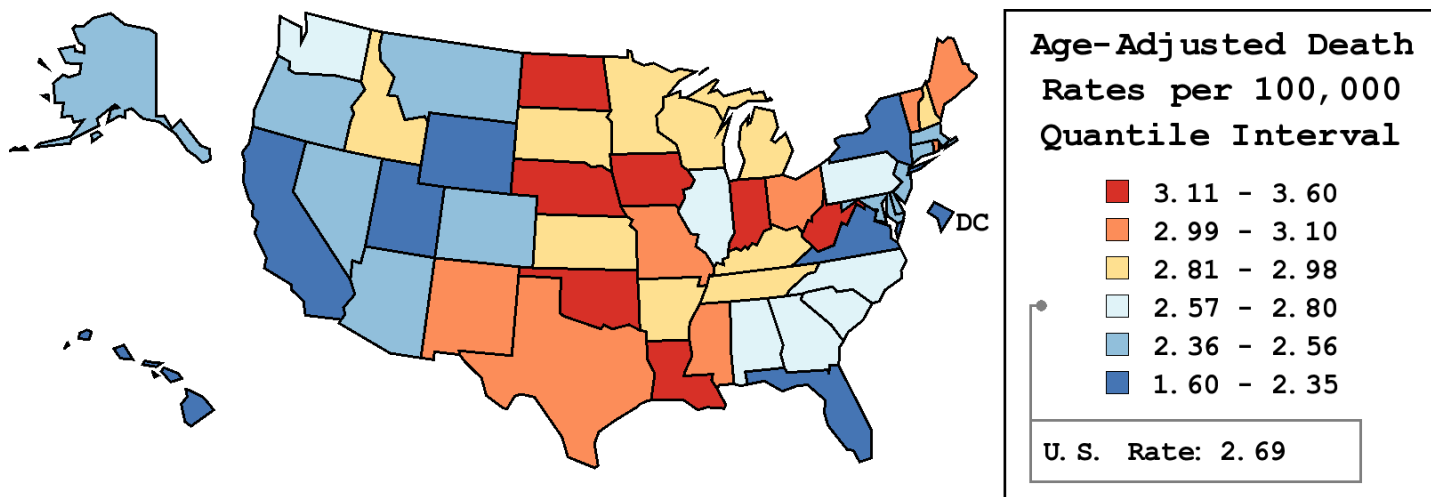 DC
Age-Adjusted Death
Rates per 100,000
Quantile Interval
3.11 - 3.60
2.99 - 3.10
2.81 - 2.98
2.57 - 2.80
2.36 - 2.56
1.60 - 2.35
U.S. Rate: 2.69